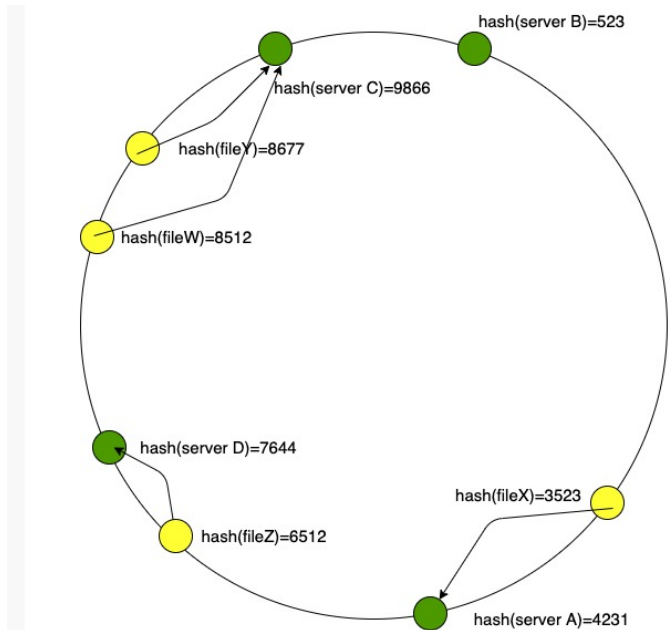 hash(server B)=523
hash(server C)=9866
hash(fileY)=8677
hash(fileW)=8512
hash(server D)=7644
hash(fileX)=3523
hash(fileZ)=6512
hash(server A)=4231